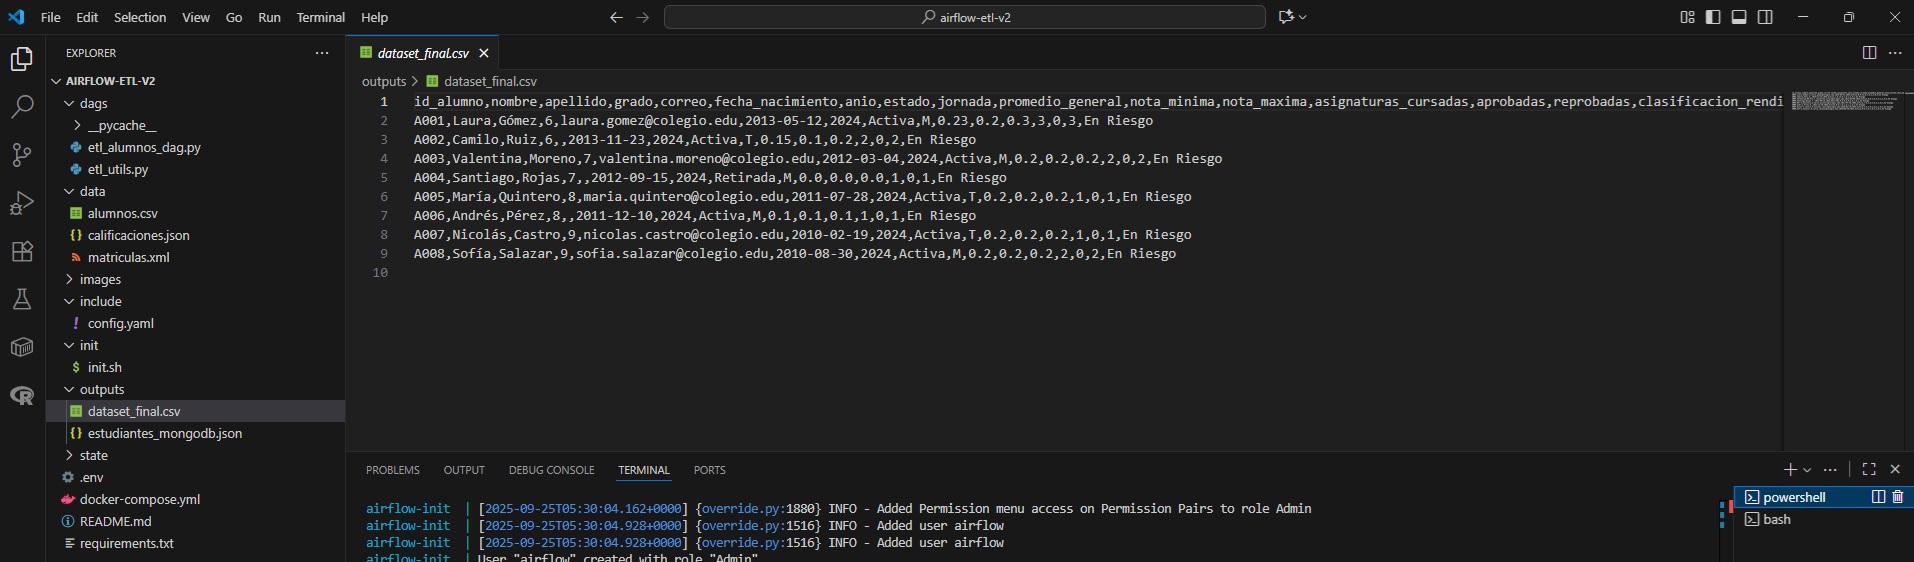 File Edit Selection View Go Run Terminal Help
airflow-etl-v2
EXPLORER
AIRFLOW-ETL-V2
dags
__pycache__
etl_alumnos_dag.py
etl_utils.py
data
alumnos.csv
calificaciones.json
matriculas.xml
images
include
config.yaml
init
init.sh
outputs
dataset_final.csv
estudiantes_mongodb.json
state
.env
docker-compose.yml
README.md
requirements.txt
dataset_final.csv
outputs > dataset_final.csv
1 id_alumno,nombre,apellido,grado,correo,fecha_nacimiento,anio,estado,jornada,promedio_general,nota_minima,nota_maxima,asignaturas_cursadas,aprobadas,reprobadas,clasificacion_rendi
2 A001,Laura,Gómez,6,laura.gomez@colegio.edu,2013-05-12,2024,Activa,M,0.23,0.2,0.3,3,0,3,En Riesgo
3 A002,Camilo,Ruiz,6,,2013-11-23,2024,Activa,T,0.15,0.1,0.2,2,0,2,En Riesgo
4 A003,Valentina,Moreno,7,valentina.moreno@colegio.edu,2012-03-04,2024,Activa,M,0.2,0.2,0.2,2,0,2,En Riesgo
5 A004,Santiago,Rojas,7,,2012-09-15,2024,Retirada,M,0.0,0.0,0.0,1,0,1,En Riesgo
6 A005,María,Quintero,8,maria.quintero@colegio.edu,2011-07-28,2024,Activa,T,0.2,0.2,0.2,1,0,1,En Riesgo
7 A006,Andrés,Pérez,8,,2011-12-10,2024,Activa,M,0.1,0.1,0.1,1,0,1,En Riesgo
8 A007,Nicolás,Castro,9,nicolas.castro@colegio.edu,2010-02-19,2024,Activa,T,0.2,0.2,0.2,1,0,1,En Riesgo
9 A008,Sofía,Salazar,9,sofia.salazar@colegio.edu,2010-08-30,2024,Activa,M,0.2,0.2,0.2,2,0,2,En Riesgo
10
PROBLEMS OUTPUT DEBUG CONSOLE TERMINAL PORTS
airflow-init | [2025-09-25T05:30:04.162+0000] {override.py:1880} INFO - Added Permission menu access on Permission Pairs to role Admin
airflow-init | [2025-09-25T05:30:04.928+0000] {override.py:1516} INFO - Added user airflow
airflow-init | [2025-09-25T05:30:04.928+0000] {override.py:1516} INFO - Added user airflow
airflow-init | User "airflow" created with role "Admin"
powershell
bash